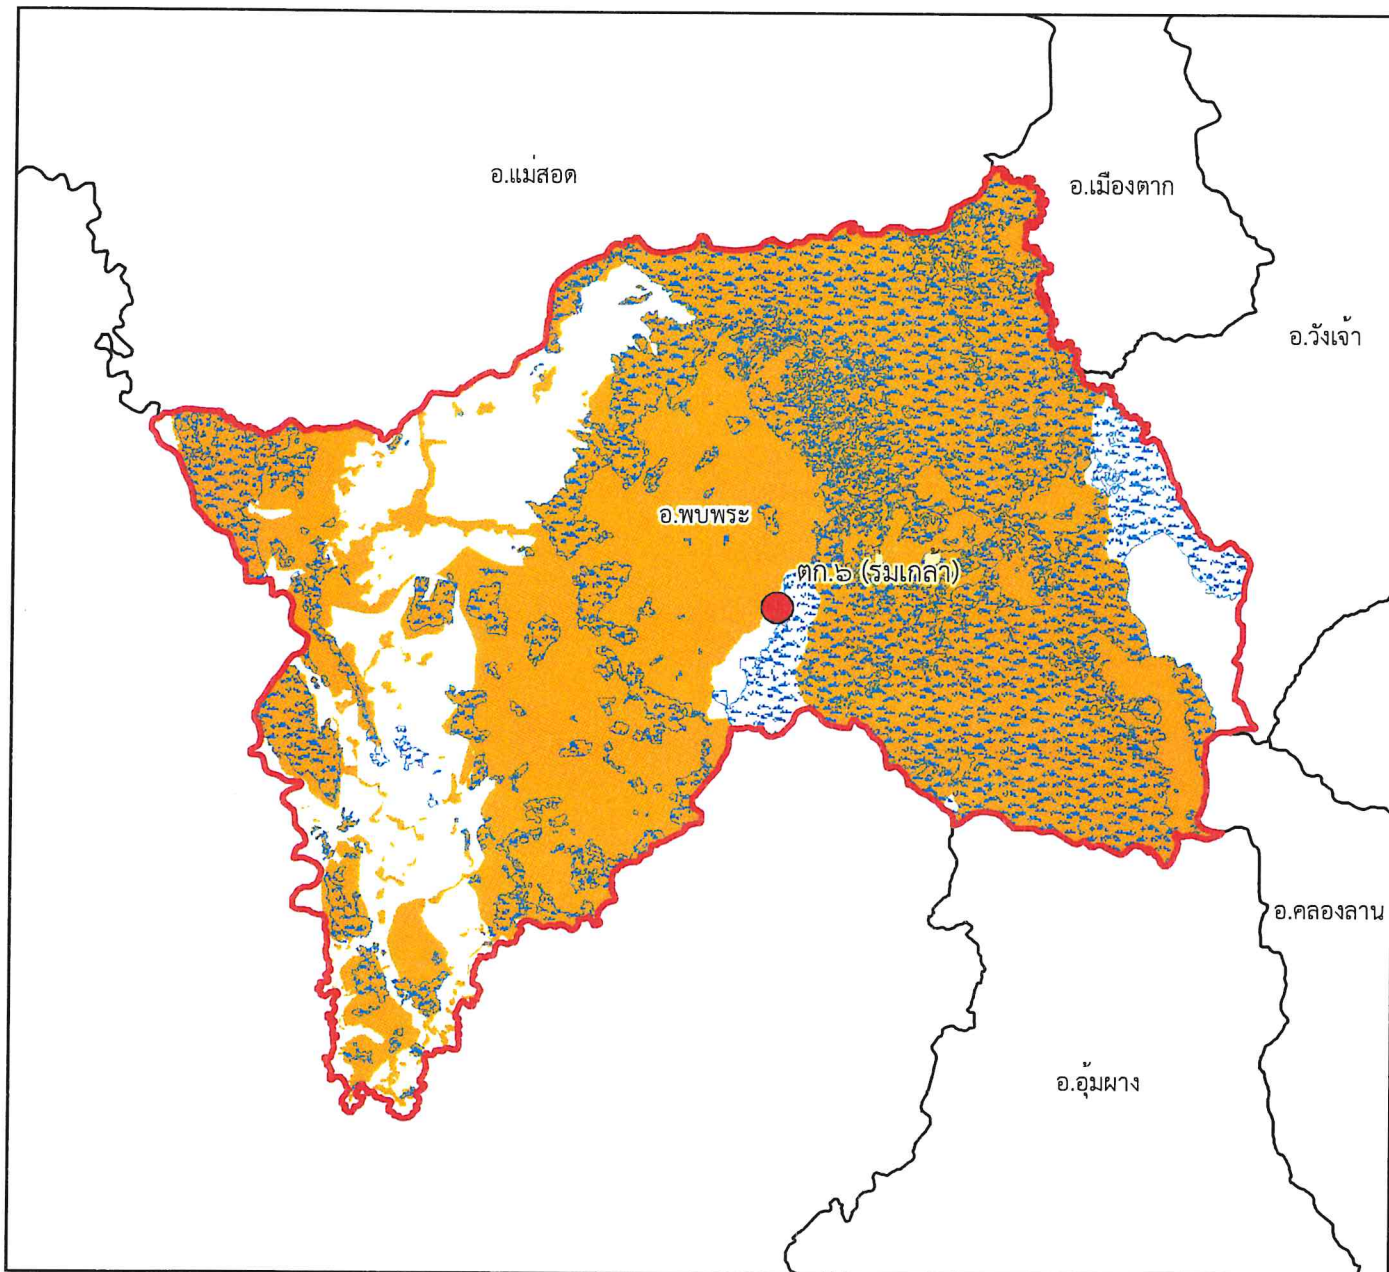 อ.แม่สอด
อ.เมืองตาก
อ.วังเจ้า
อ.พบพระ
ตก.๖ (ร่มเกล้า)
อ.คลองลาน
อ.อุ้มผาง